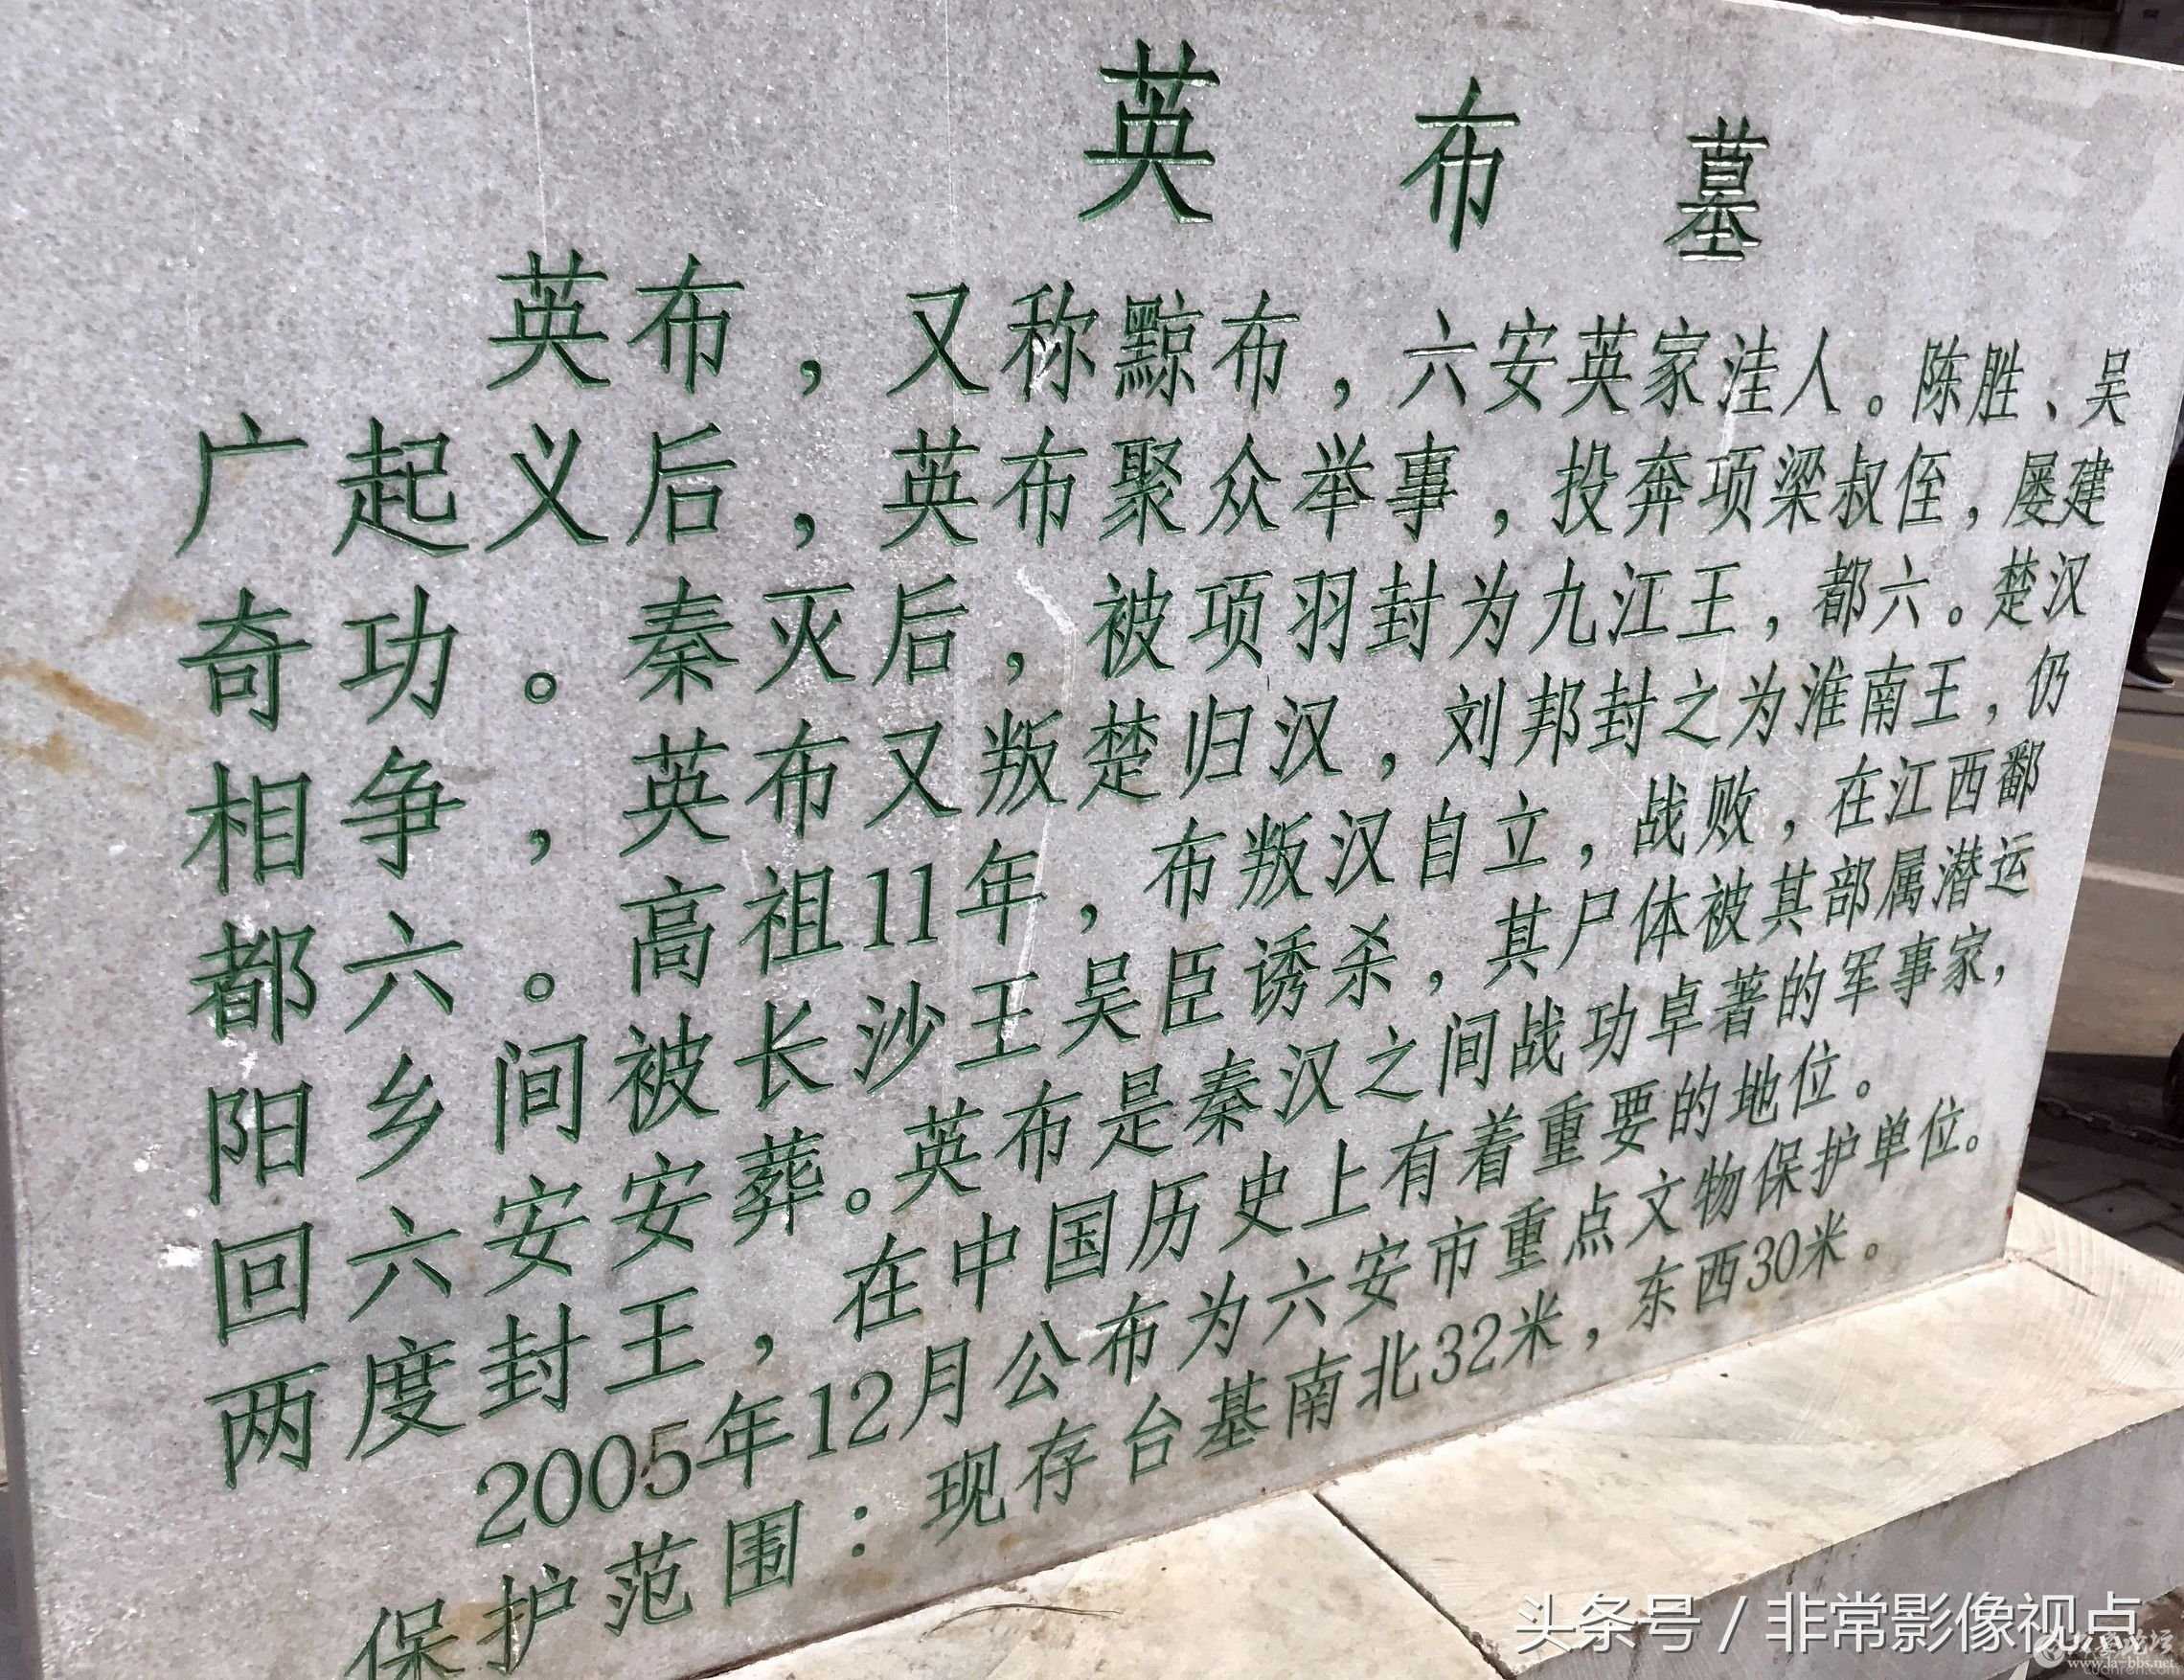 英布墓
英布，又称黥布，六安英家洼人。陈胜、吴
广起义后，英布聚众举事，投奔项梁叔侄，屡建
奇功。秦灭后，被项羽封为九江王，都六。楚汉
相争，英布又叛楚归汉，刘邦封之为淮南王，仍
都六。高祖11年，布叛汉自立，战败，在江西鄱
阳乡间被长沙王吴臣诱杀，其尸体被其部属潜运
回六安安葬。英布是秦汉之间战功卓著的军事家，
两度封王，在中国历史上有着重要的地位。
2005年12月公布为六安市重点文物保护单位。
保护范围：现存台基南北32米，东西30米。
头条号 / 非常影像视点
www.la-bbs.net